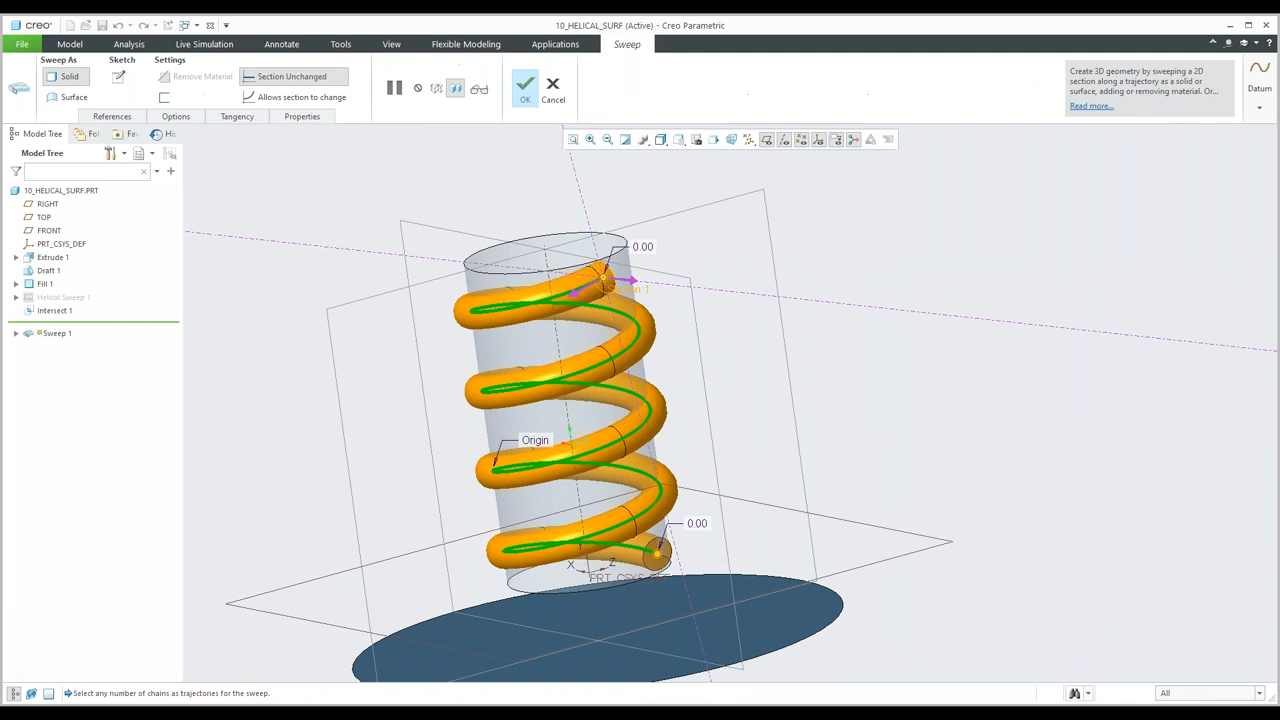 creo
10_HELICAL_SURF (Active) - Creo Parametric
File
Model
Analysis
Live Simulation
Annotate
Tools
View
Flexible Modeling
Applications
Sweep
Sweep As
Sketch
Settings
Solid
Remove Material
Section Unchanged
Surface
Allows section to change
OK
Cancel
Create 3D geometry by sweeping a 2D
section along a trajectory as a solid or
surface, adding or removing material. Or...
Read more...
Datum
References
Options
Tangency
Properties
Model Tree
Fol
Fa
His
Model Tree
10_HELICAL_SURF.PRT
RIGHT
TOP
FRONT
PRT_CSYS_DEF
Extrude 1
Draft 1
Fill 1
Helical Sweep 1
Intersect 1
Sweep 1
0.00
Origin
0.00
X
Z
PRT_CSYS_DEF
Select any number of chains as trajectories for the sweep.
All